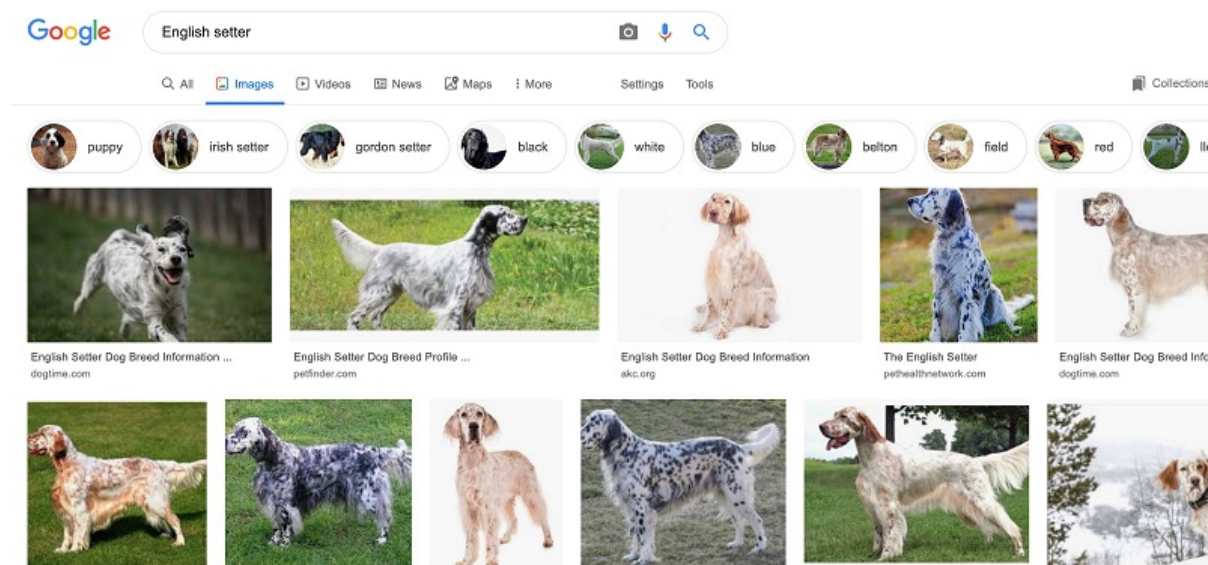 Google
English setter
All Images Videos News Maps More Settings Tools Collections
puppy irish setter gordon setter black white blue belton field red
English Setter Dog Breed Information ...
dogtime.com
English Setter Dog Breed Profile ...
petfinder.com
English Setter Dog Breed Information
akc.org
The English Setter
pethealthnetwork.com
English Setter Dog Breed Info
dogtime.com